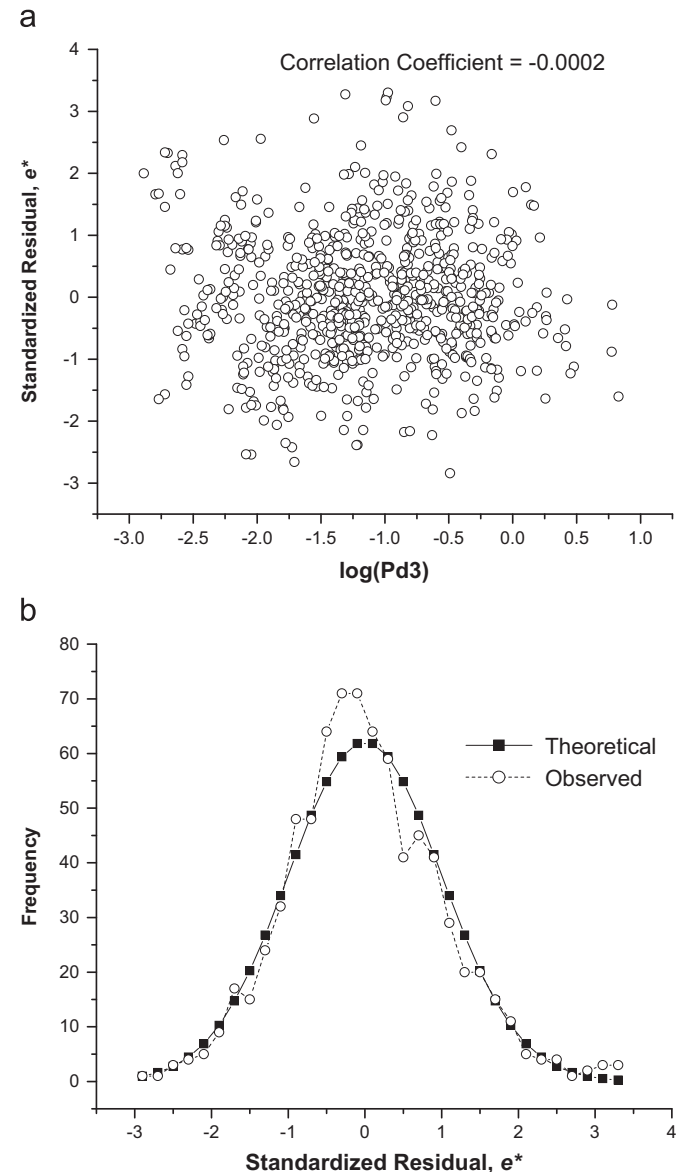 a
Correlation Coefficient = -0.0002
4
3
2
1
0
-1
-2
-3
Standardized Residual, e*
-3.0 -2.5 -2.0 -1.5 -1.0 -0.5 0.0 0.5 1.0
log(Pd3)
b
80
70
60
50
40
30
20
10
0
Frequency
Theoretical
Observed
-3 -2 -1 0 1 2 3 4
Standardized Residual, e*